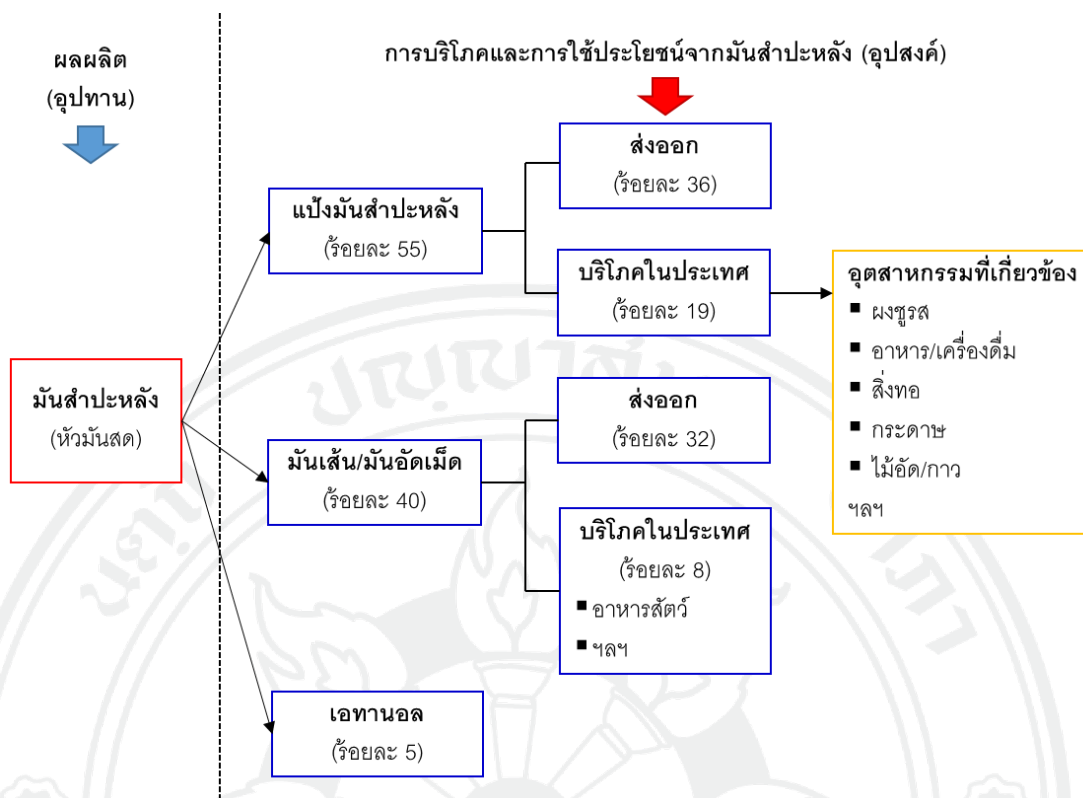 ผลผลิต
(อุปทาน)
การบริโภคและการใช้ประโยชน์จากมันสำปะหลัง (อุปสงค์)
มันสำปะหลัง
(หัวมันสด)
แป้งมันสำปะหลัง
(ร้อยละ 55)
ส่งออก
(ร้อยละ 36)
บริโภคในประเทศ
(ร้อยละ 19)
อุตสาหกรรมที่เกี่ยวข้อง
■ ผงชูรส
■ อาหาร/เครื่องดื่ม
■ สิ่งทอ
■ กระดาษ
■ ไม้อัด/กาว
ฯลฯ
มันเส้น/มันอัดเม็ด
(ร้อยละ 40)
ส่งออก
(ร้อยละ 32)
บริโภคในประเทศ
(ร้อยละ 8)
■ อาหารสัตว์
■ ฯลฯ
เอทานอล
(ร้อยละ 5)